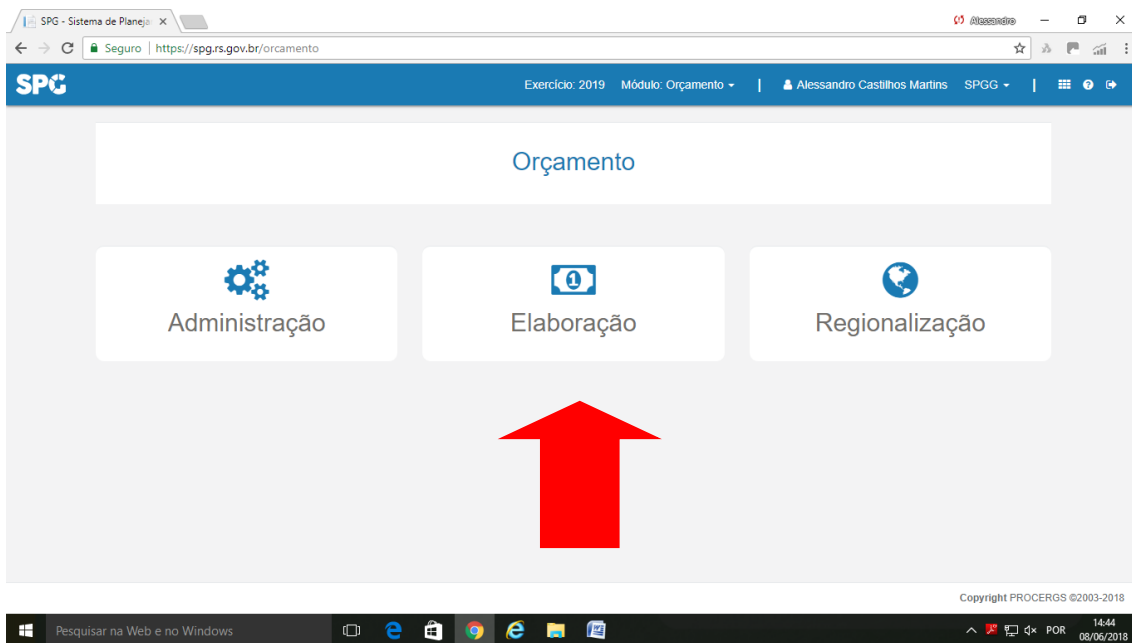 SPG - Sistema de Planeja
Alessandro
Seguro | https://spg.rs.gov.br/orcamento
SPG
Exercício: 2019 Módulo: Orçamento | Alessandro Castilhos Martins SPGG |
Orçamento
1
Administração
Elaboração
Regionalização
Copyright PROCERGS ©2003-2018
Pesquisar na Web e no Windows
POR
14:44
08/06/2018